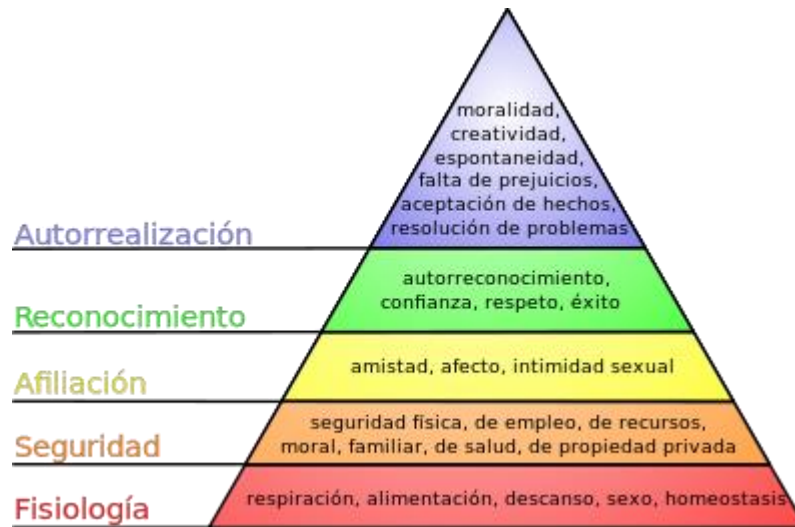 moralidad,
creatividad,
espontaneidad,
falta de prejuicios,
aceptación de hechos,
resolución de problemas
Autorrealización
autorreconocimiento,
confianza, respeto, éxito
Reconocimiento
amistad, afecto, intimidad sexual
Afiliación
seguridad física, de empleo, de recursos,
moral, familiar, de salud, de propiedad privada
Seguridad
respiración, alimentación, descanso, sexo, homeostasis
Fisiología